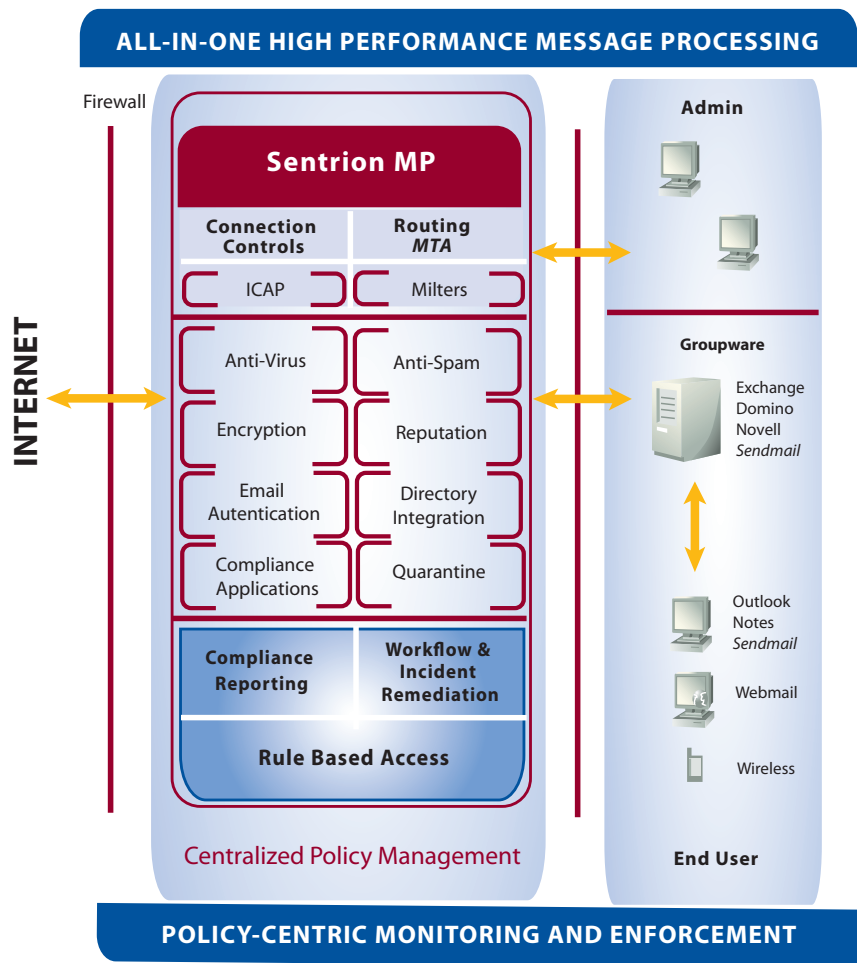 ALL-IN-ONE HIGH PERFORMANCE MESSAGE PROCESSING
Firewall
INTERNET
Sentrion MP
Connection
Controls
Routing
MTA
ICAP
Milters
Anti-Virus
Anti-Spam
Encryption
Reputation
Email
Autentication
Directory
Integration
Compliance
Applications
Quarantine
Compliance
Reporting
Workflow &
Incident
Remediation
Rule Based Access
Centralized Policy Management
Admin
Groupware
Exchange
Domino
Novell
Sendmail
Outlook
Notes
Sendmail
Webmail
Wireless
End User
POLICY-CENTRIC MONITORING AND ENFORCEMENT